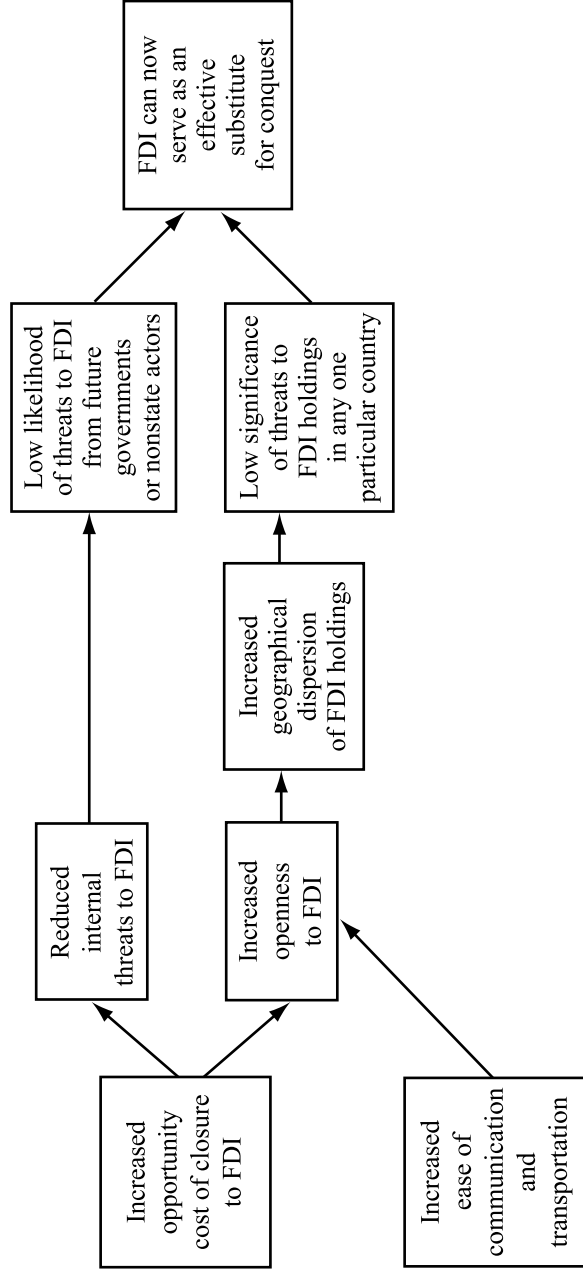 Increased
opportunity
cost of closure
to FDI
Increased
ease of
communication
and
transportation
Reduced
internal
threats to FDI
Increased
openness
to FDI
Increased
geographical
dispersion
of FDI holdings
Low likelihood
of threats to FDI
from future
governments
or nonstate actors
Low significance
of threats to
FDI holdings
in any one
particular country
FDI can now
serve as an
effective
substitute
for conquest